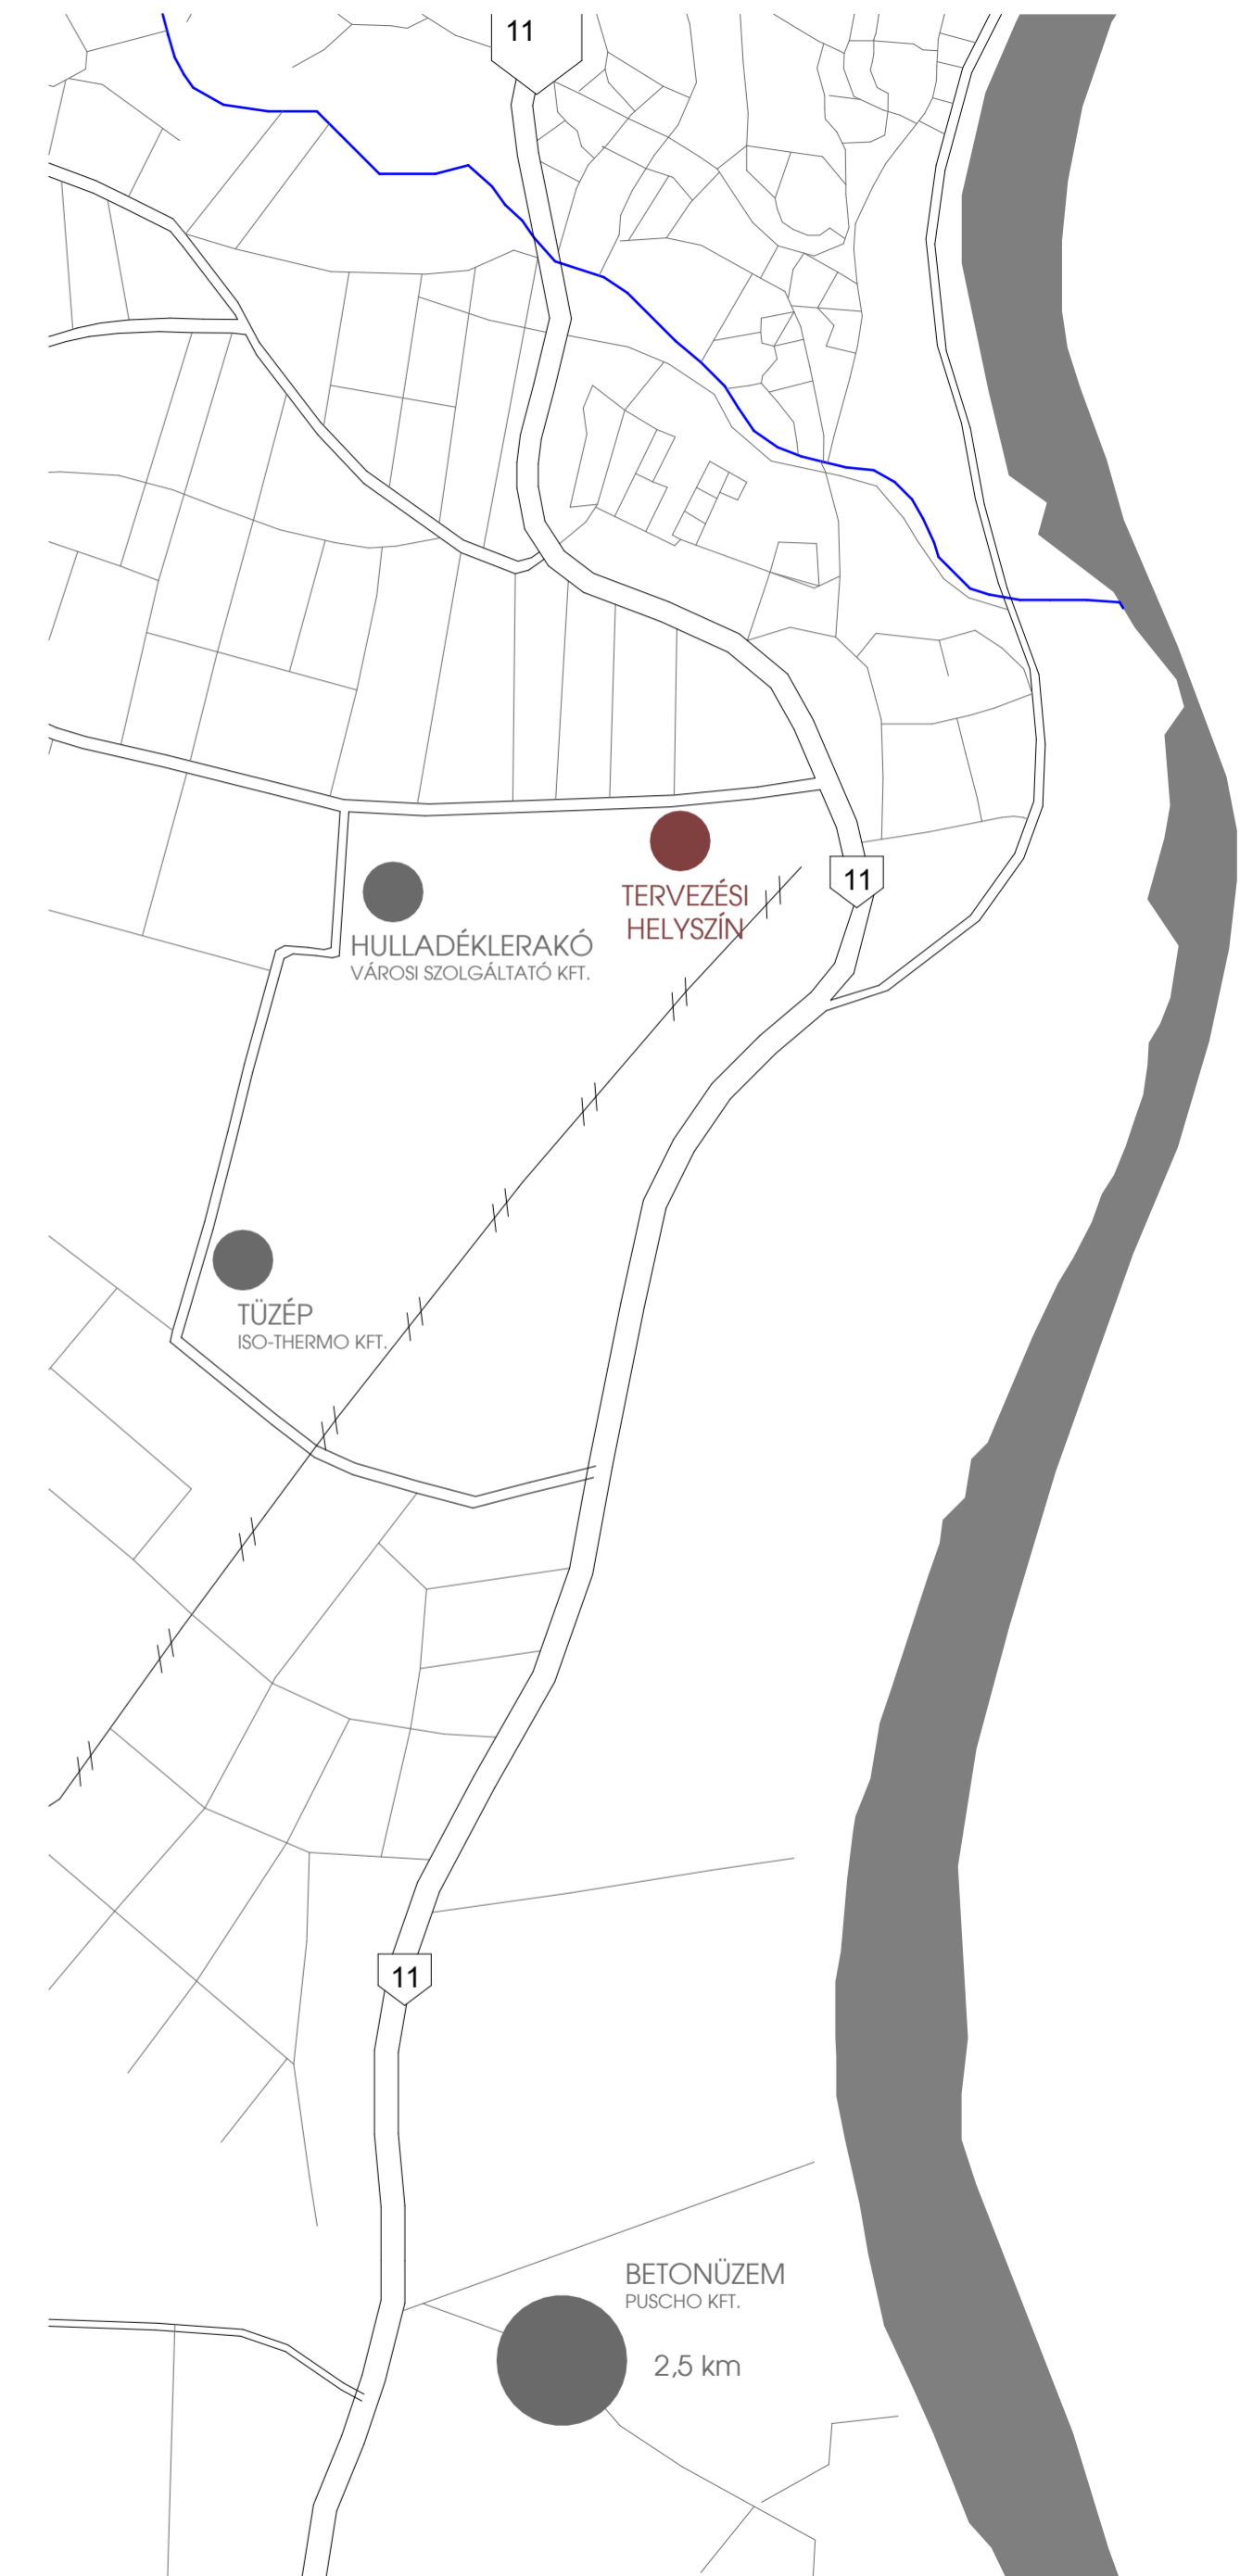 11
11
TERVEZÉSI
HELYSZÍN
HULLADÉKLERAKÓ
VÁROSI SZOLGÁLTATÓ KFT.
TÜZÉP
ISO-THERMO KFT.
11
BETONÜZEM
PUSCHO KFT.
2,5 km